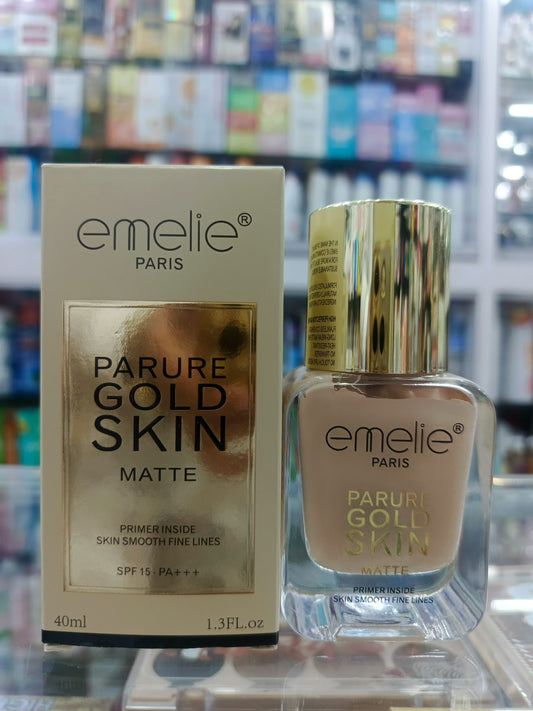 emelie®
PARIS
PARURE
GOLD
SKIN
MATTE
PRIMER INSIDE
SKIN SMOOTH FINE LINES
SPF 15 · PA+++
40ml 1.3FL.oz
emelie®
PARIS
PARURE
GOLD
SKIN
MATTE
PRIMER INSIDE
SKIN SMOOTH FINE LINES